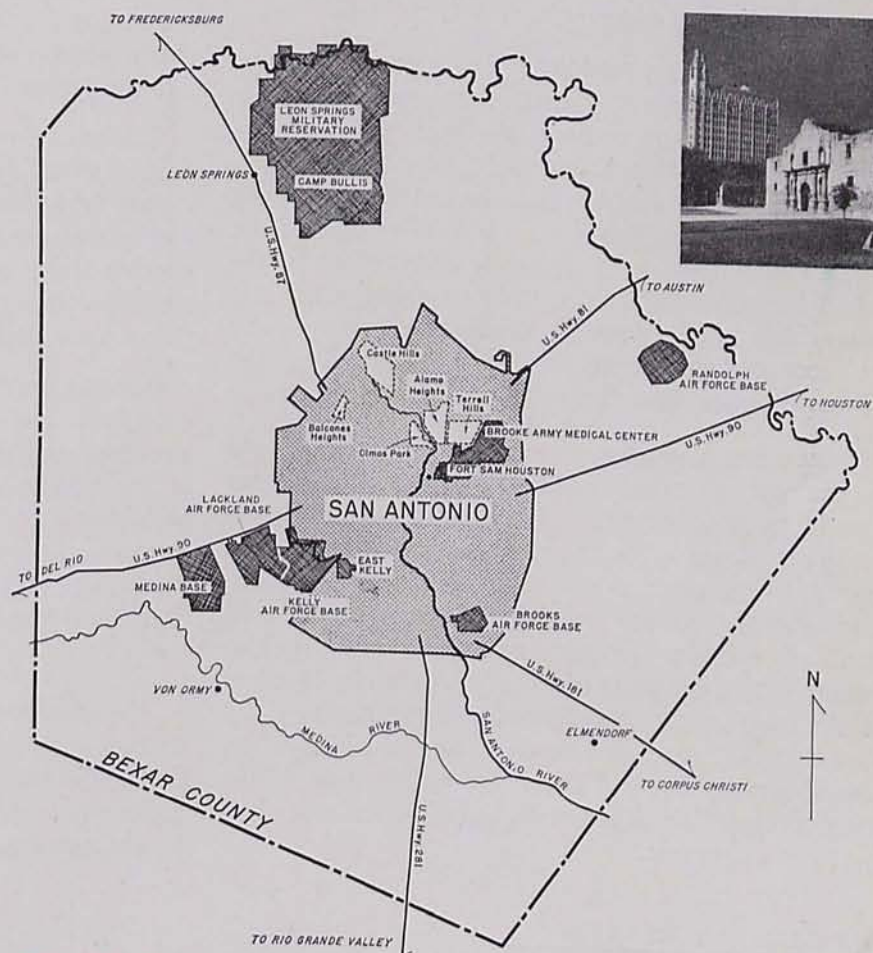 TO FREDERICKSBURG
LEON SPRINGS
MILITARY
RESERVATION
LEON SPRINGS
CAMP BULLIS
U.S.Hwy.87
TO AUSTIN
U.S.Hwy.81
RANDOLPH
AIR FORCE BASE
TO HOUSTON
U.S.Hwy.90
Castle Hills
Alamo
Heights
Terrell
Hills
Balcones
Heights
Olmos Park
BROOKE ARMY MEDICAL CENTER
FORT SAM HOUSTON
LACKLAND
AIR FORCE BASE
SAN ANTONIO
TO DEL RIO
U.S.Hwy.90
EAST
KELLY
MEDINA BASE
KELLY
AIR FORCE BASE
BROOKS
AIR FORCE BASE
U.S.Hwy.181
VON ORMY
MEDINA RIVER
SAN ANTONIO RIVER
ELMENDORF
N
TO CORPUS CHRISTI
BEXAR COUNTY
U.S.Hwy.281
TO RIO GRANDE VALLEY